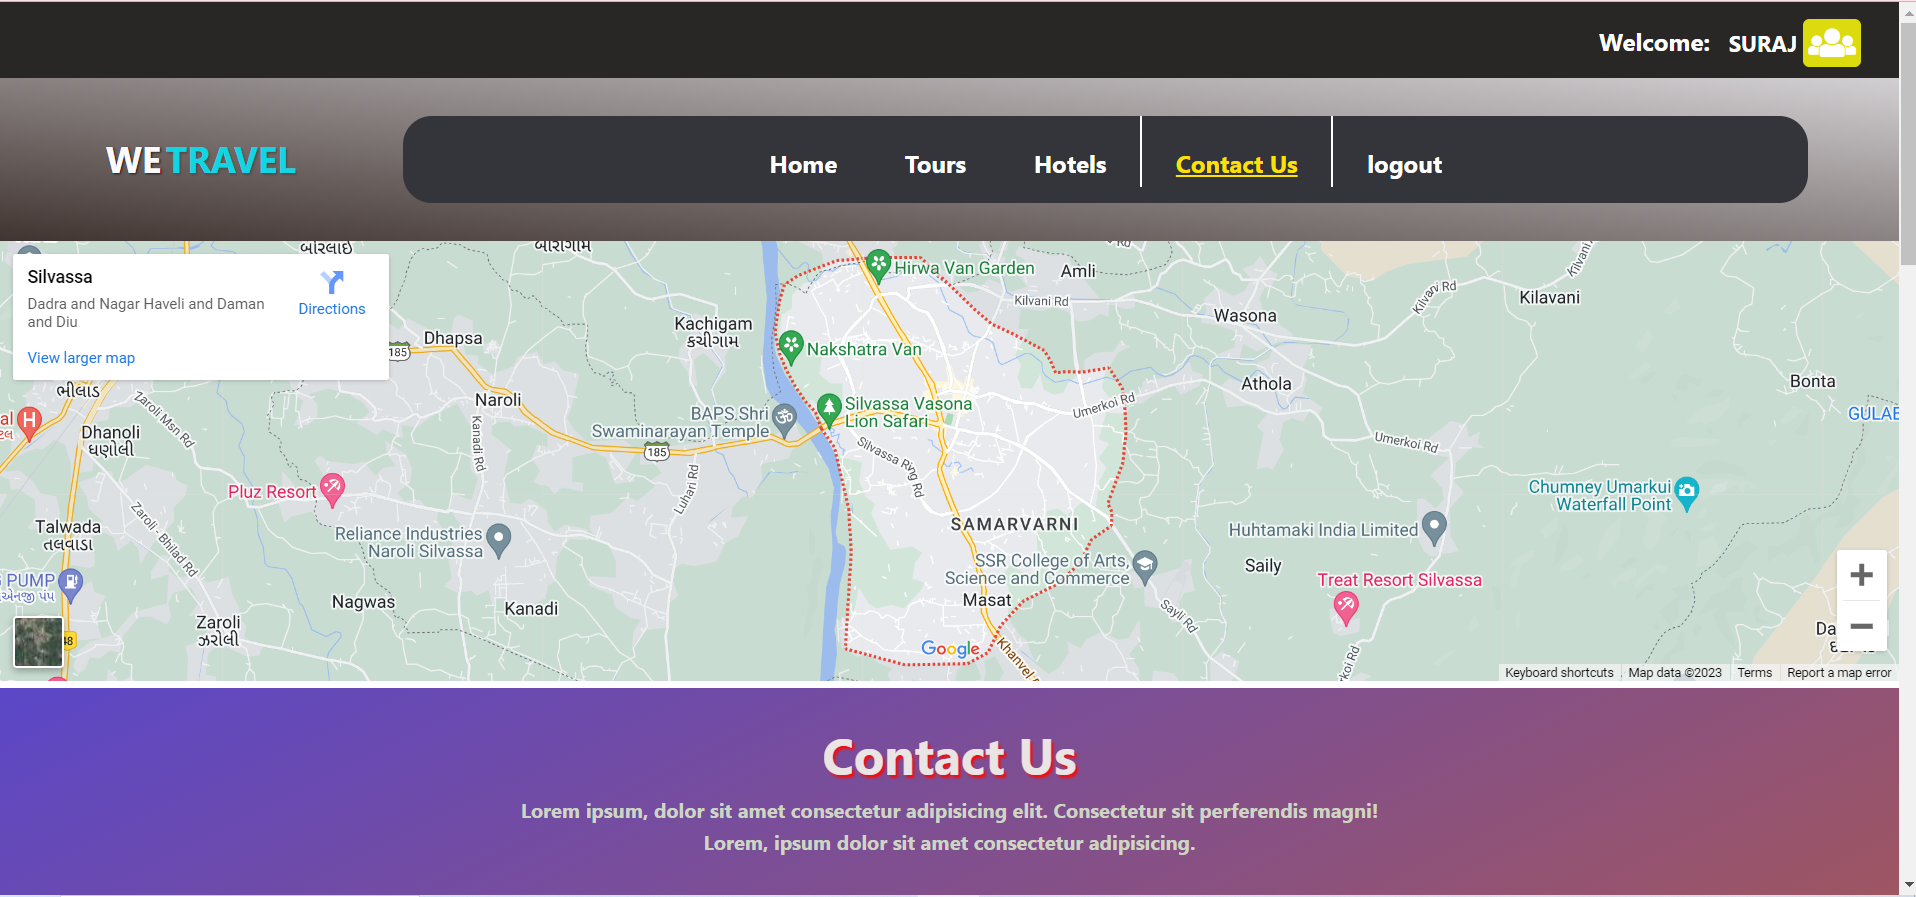 Welcome: SURAJ
WE TRAVEL
Home
Tours
Hotels
Contact Us
logout
Silvassa
Dadra and Nagar Haveli and Daman
and Diu
Directions
View larger map
Hirwa Van Garden
Amli
Kilvani Rd
Kilvani Rd
Kilvani
Kilavani
Wasona
Kachigam
કચીગામ
Dhapsa
185
Nakshatra Van
Athola
Bonta
ભીલાડ
Zaroli Msn Rd
Naroli
Kanadi Rd
BAPS Shri
Swaminarayan Temple
Silvassa Vasona
Lion Safari
Umerkoi Rd
Umerkoi Rd
Dhanoli
ધણોલી
H
185
Silvassa Ring Rd
Luhari Rd
Pluz Resort
Chumney Umarkui
Waterfall Point
Talwada
તલવાડા
Zaroli - Bhilad Rd
Reliance Industries
Naroli Silvassa
SAMARVARNI
Huhtamaki India Limited
SSR College of Arts,
Science and Commerce
Saily
Treat Resort Silvassa
PUMP
Nagwas
Kanadi
Masat
Sayli Rd
Zaroli
ઝરોલી
48
Google
Khanvel
Keyboard shortcuts
Map data ©2023
Terms
Report a map error
Contact Us
Lorem ipsum, dolor sit amet consectetur adipisicing elit. Consectetur sit perferendis magni!
Lorem, ipsum dolor sit amet consectetur adipisicing.